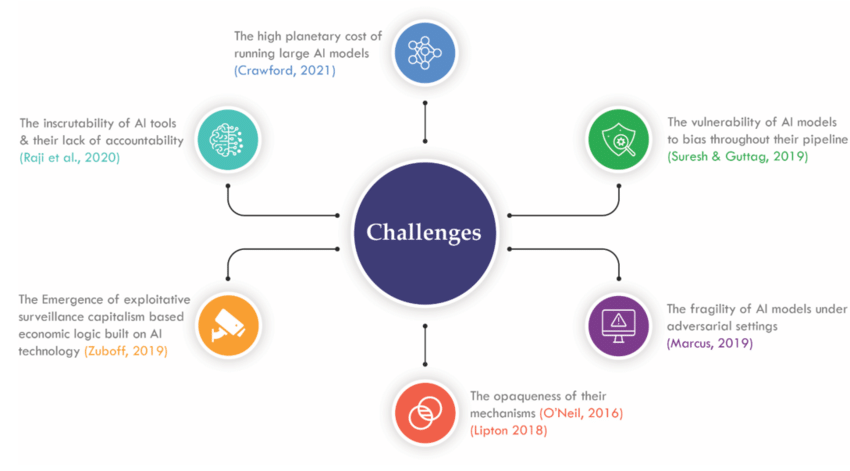 The high planetary cost of
running large AI models
(Crawford, 2021)
The inscrutability of AI tools
& their lack of accountability
(Raji et al., 2020)
The vulnerability of AI models
to bias throughout their pipeline
(Suresh & Guttag, 2019)
Challenges
The Emergence of exploitative
surveillance capitalism based
economic logic built on AI
technology (Zuboff, 2019)
The fragility of AI models under
adversarial settings
(Marcus, 2019)
The opaqueness of their
mechanisms (O'Neil, 2016)
(Lipton 2018)